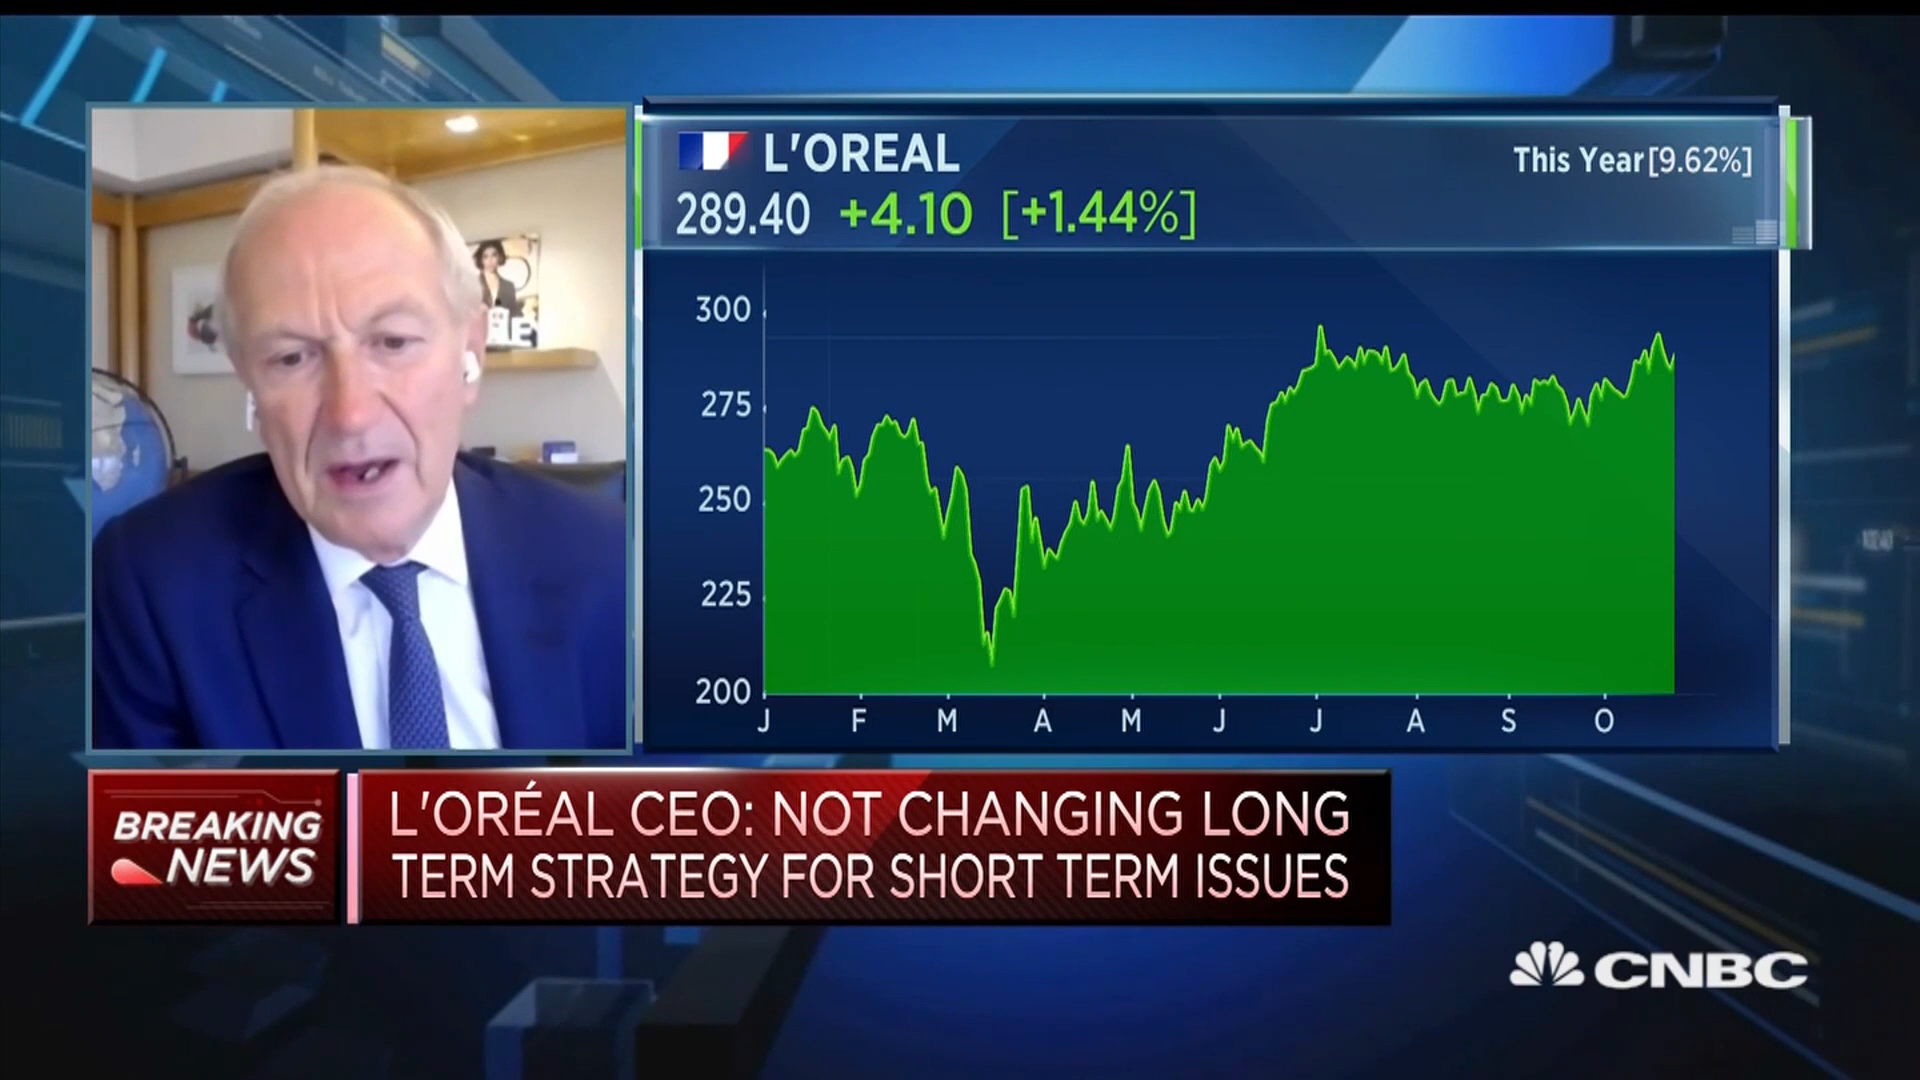 L'OREAL
This Year[9.62%]
289.40 +4.10 [+1.44%]
300
275
250
225
200
J F M A M J J A S O
BREAKING
NEWS
L'ORÉAL CEO: NOT CHANGING LONG
TERM STRATEGY FOR SHORT TERM ISSUES
CNBC